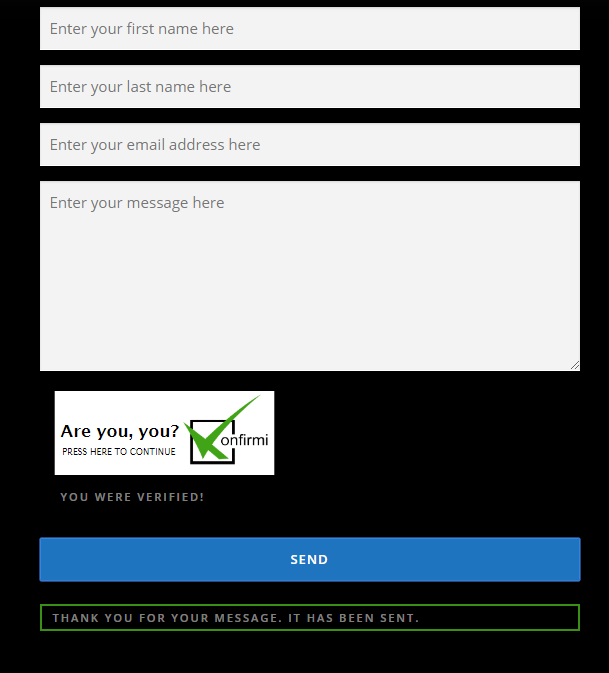 Enter your first name here
Enter your last name here
Enter your email address here
Enter your message here
Are you, you?
PRESS HERE TO CONTINUE
onfirmi
YOU WERE VERIFIED!
SEND
THANK YOU FOR YOUR MESSAGE. IT HAS BEEN SENT.